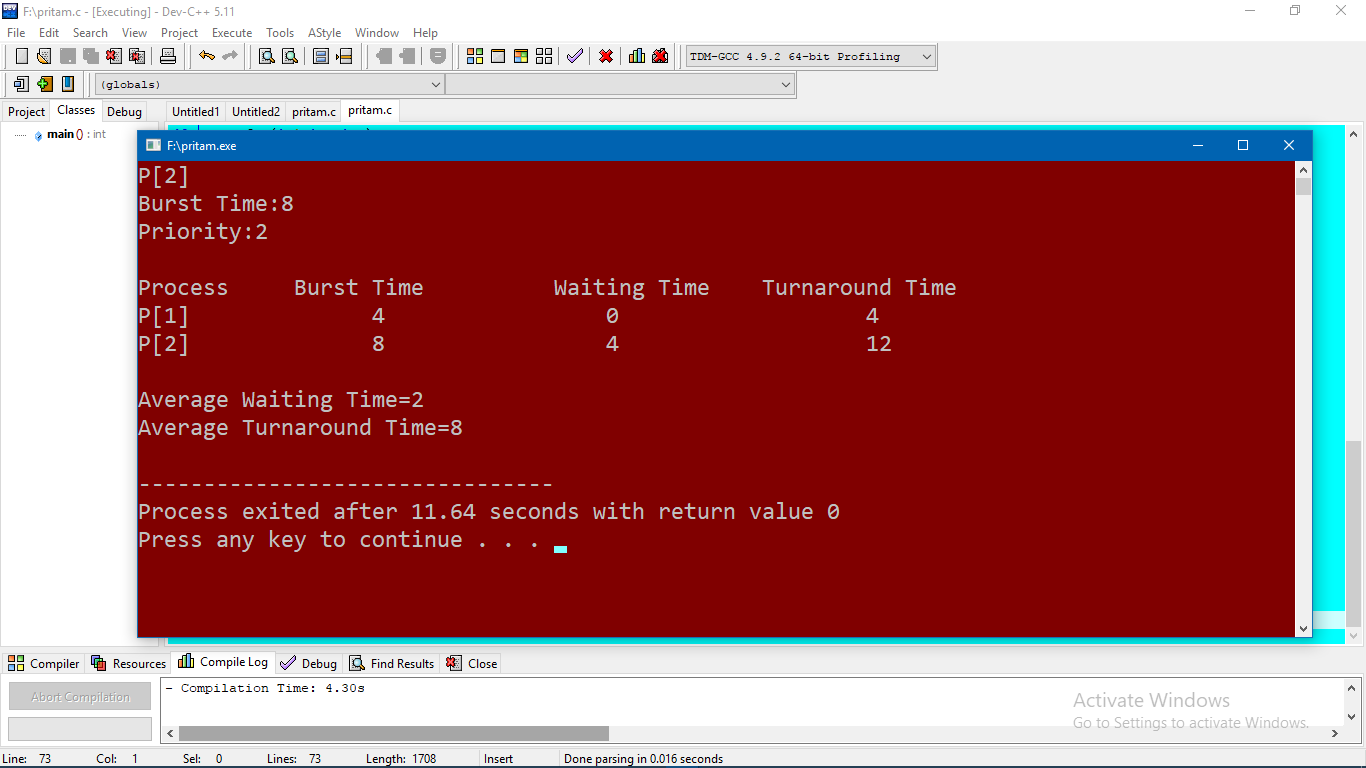 F:\pritam.c - [Executing] - Dev-C++ 5.11
File Edit Search View Project Execute Tools AStyle Window Help
TDM-GCC 4.9.2 64-bit Profiling
(globals)
Project Classes Debug Untitled1 Untitled2 pritam.c pritam.c
main () : int
F:\pritam.exe
P[2]
Burst Time:8
Priority:2
Process Burst Time Waiting Time Turnaround Time
P[1] 4 0 4
P[2] 8 4 12
Average Waiting Time=2
Average Turnaround Time=8
--------------------------------
Process exited after 11.64 seconds with return value 0
Press any key to continue . . .
Compiler Resources Compile Log Debug Find Results Close
Abort Compilation
- Compilation Time: 4.30s
Activate Windows
Go to Settings to activate Windows.
Line: 73 Col: 1 Sel: 0 Lines: 73 Length: 1708 Insert Done parsing in 0.016 seconds